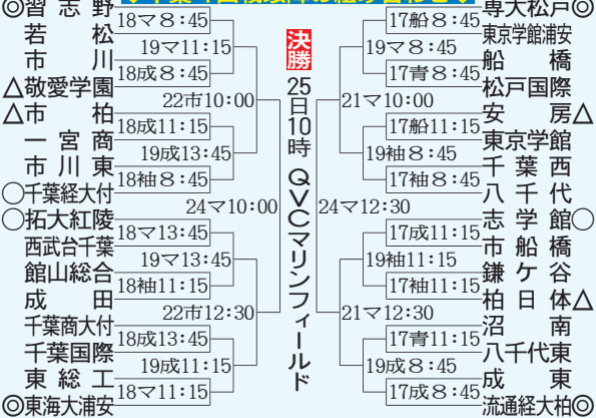 ◎習志野
若松
市川
△敬愛学園
△市柏
一宮商
市川東
○千葉経大付
○拓大紅陵
西武台千葉
館山総合
成田
千葉商大付
千葉国際
東総工
◎東海大浦安
18マ8:45
18成8:45
18成11:15
18袖8:45
18マ13:45
18袖11:15
18成13:45
18マ11:15
19マ11:15
19成13:45
19マ13:45
19成11:15
22市10:00
22市12:30
24マ10:00
決勝
25日10時 QVCマリンフィールド
24マ12:30
21マ10:00
21マ12:30
19マ8:45
19袖8:45
19袖11:15
19成8:45
17船8:45
17青8:45
17船11:15
17袖8:45
17成11:15
17袖11:15
17青11:15
17成8:45
専大松戸◎
東京学館浦安
船橋
松戸国際
安房△
東京学館
千葉西
八千代
志学館○
市船橋
鎌ケ谷
柏日体△
沼南
八千代東
成東
流通経大柏◎